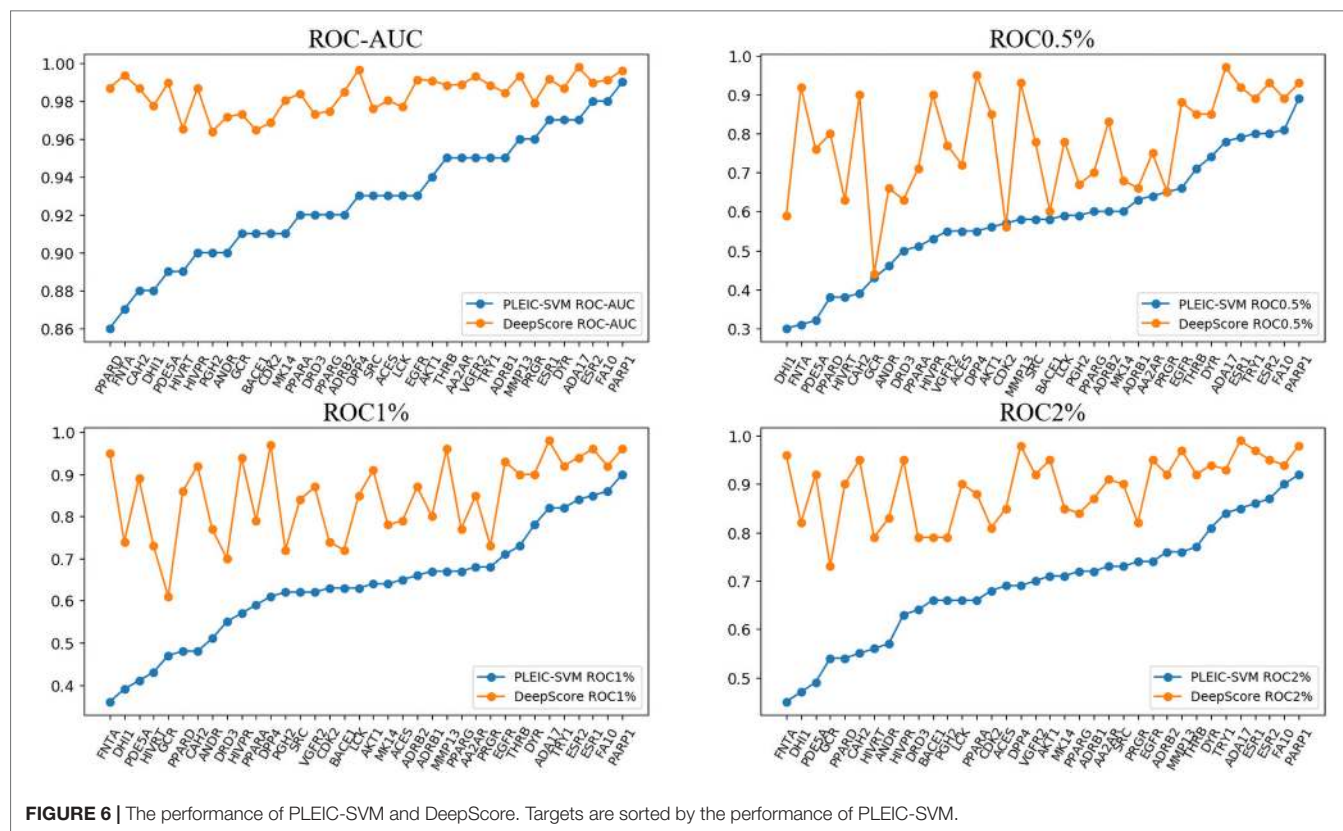 ROC-AUC
1.00
0.98
0.96
0.94
0.92
0.90
0.88
0.86
PLEIC-SVM ROC-AUC
DeepScore ROC-AUC
PPARD
FNTA
CAH2
DHI1
PDE5A
HIVRT
HIVPR
PGH2
ANDR
GCR
BACE1
CDK2
MK14
PPARA
DRD3
PPARG
ADRB2
DPP4
SRC
ACES
LCK
EGFR
AKT1
THRB
AA2AR
VGFR2
TRY1
ADRB1
MMP13
PRGR
ESR1
DYR
ADA17
ESR2
FA10
PARP1
ROC0.5%
1.0
0.9
0.8
0.7
0.6
0.5
0.4
0.3
PLEIC-SVM ROC0.5%
DeepScore ROC0.5%
DHI1
FNTA
PDE5A
PPARD
HIVRT
CAH2
GCR
ANDR
DRD3
PPARA
HIVPR
VGFR2
ACES
DPP4
AKT1
CDK2
MMP13
SRC
BACE1
LCK
PGH2
PPARG
ADRB2
MK14
ADRB1
AA2AR
PRGR
EGFR
THRB
DYR
ADA17
ESR1
TRY1
ESR2
FA10
PARP1
ROC1%
1.0
0.9
0.8
0.7
0.6
0.5
0.4
PLEIC-SVM ROC1%
DeepScore ROC1%
FNTA
DHI1
PDE5A
HIVRT
GCR
PPARD
CAH2
ANDR
DRD3
HIVPR
PPARA
DPP4
PGH2
SRC
VGFR2
CDK2
BACE1
LCK
AKT1
MK14
ACES
ADRB2
ADRB1
MMP13
PPARG
AA2AR
PRGR
EGFR
THRB
DYR
ADA17
TRY1
ESR2
ESR1
FA10
PARP1
ROC2%
1.0
0.9
0.8
0.7
0.6
0.5
PLEIC-SVM ROC2%
DeepScore ROC2%
FNTA
DHI1
PDE5A
GCR
PPARD
CAH2
HIVRT
ANDR
HIVPR
DRD3
BACE1
PGH2
LCK
PPARA
CDK2
ACES
DPP4
VGFR2
AKT1
MK14
PPARG
ADRB1
AA2AR
SRC
PRGR
EGFR
ADRB2
MMP13
THRB
DYR
TRY1
ADA17
ESR1
ESR2
FA10
PARP1
FIGURE 6 | The performance of PLEIC-SVM and DeepScore. Targets are sorted by the performance of PLEIC-SVM.